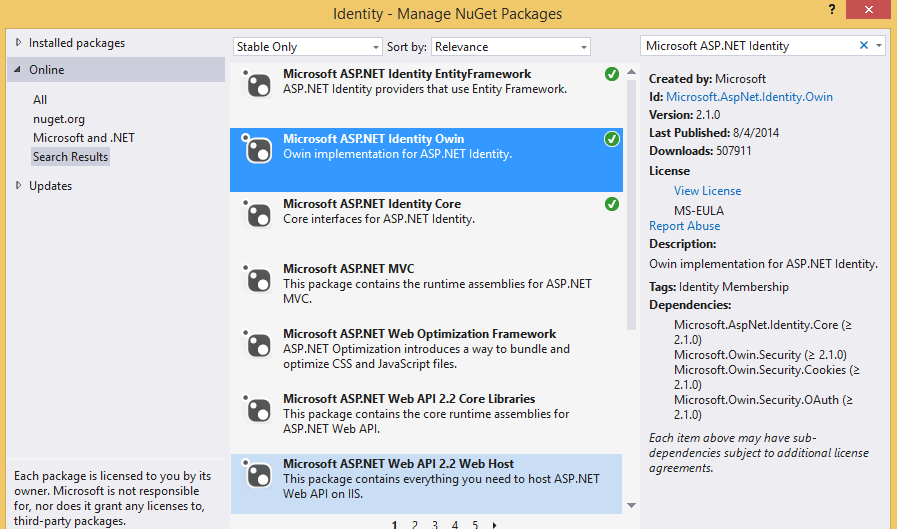 Identity - Manage NuGet Packages
?
Installed packages
Online
All
nuget.org
Microsoft and .NET
Search Results
Updates
Each package is licensed to you by its
owner. Microsoft is not responsible
for, nor does it grant any licenses to,
third-party packages.
Stable Only
Sort by:
Relevance
Microsoft ASP.NET Identity EntityFramework
ASP.NET Identity providers that use Entity Framework.
Microsoft ASP.NET Identity Owin
Owin implementation for ASP.NET Identity.
Microsoft ASP.NET Identity Core
Core interfaces for ASP.NET Identity.
Microsoft ASP.NET MVC
This package contains the runtime assemblies for ASP.NET
MVC.
Microsoft ASP.NET Web Optimization Framework
ASP.NET Optimization introduces a way to bundle and
optimize CSS and JavaScript files.
Microsoft ASP.NET Web API 2.2 Core Libraries
This package contains the core runtime assemblies for
ASP.NET Web API.
Microsoft ASP.NET Web API 2.2 Web Host
This package contains everything you need to host ASP.NET
Web API on IIS.
1 2 3 4 5
Microsoft ASP.NET Identity
Created by: Microsoft
Id: Microsoft.AspNet.Identity.Owin
Version: 2.1.0
Last Published: 8/4/2014
Downloads: 507911
License
View License
MS-EULA
Report Abuse
Description:
Owin implementation for ASP.NET Identity.
Tags: Identity Membership
Dependencies:
Microsoft.AspNet.Identity.Core (≥
2.1.0)
Microsoft.Owin.Security (≥ 2.1.0)
Microsoft.Owin.Security.Cookies (≥
2.1.0)
Microsoft.Owin.Security.OAuth (≥
2.1.0)
Each item above may have sub-
dependencies subject to additional license
agreements.